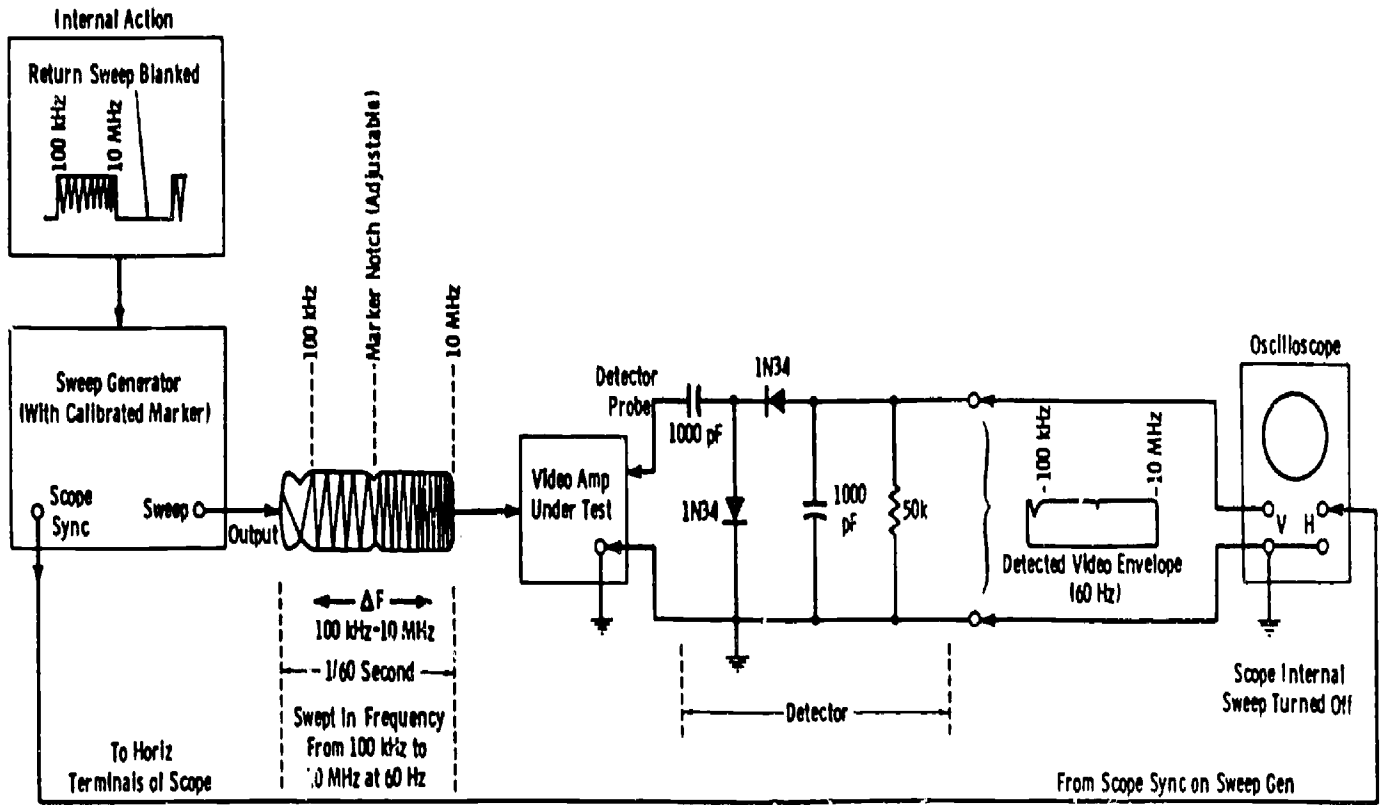 Internal Action
Return Sweep Blanked
100 kHz
10 MHz
Sweep Generator
(With Calibrated Marker)
Scope
Sync
Sweep
Output
100 kHz
Marker Notch (Adjustable)
10 MHz
ΔF
100 kHz-10 MHz
1/60 Second
Swept In Frequency
From 100 kHz to
10 MHz at 60 Hz
To Horiz
Terminals of Scope
Video Amp
Under Test
Detector
Probe
1000 pF
1N34
1N34
1000
pF
50k
Detector
100 kHz
10 MHz
Detected Video Envelope
(60 Hz)
Oscilloscope
V H
Scope Internal
Sweep Turned Off
From Scope Sync on Sweep Gen